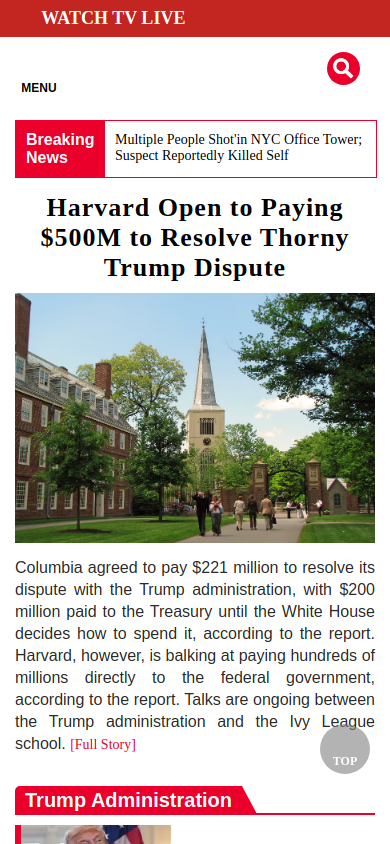 WATCH TV LIVE
MENU
Breaking
News
Multiple People Shot'in NYC Office Tower;
Suspect Reportedly Killed Self
Harvard Open to Paying
$500M to Resolve Thorny
Trump Dispute
Columbia agreed to pay $221 million to resolve its
dispute with the Trump administration, with $200
million paid to the Treasury until the White House
decides how to spend it, according to the report.
Harvard, however, is balking at paying hundreds of
millions directly to the federal government,
according to the report. Talks are ongoing between
the Trump administration and the Ivy League
school. [Full Story]
TOP
Trump Administration